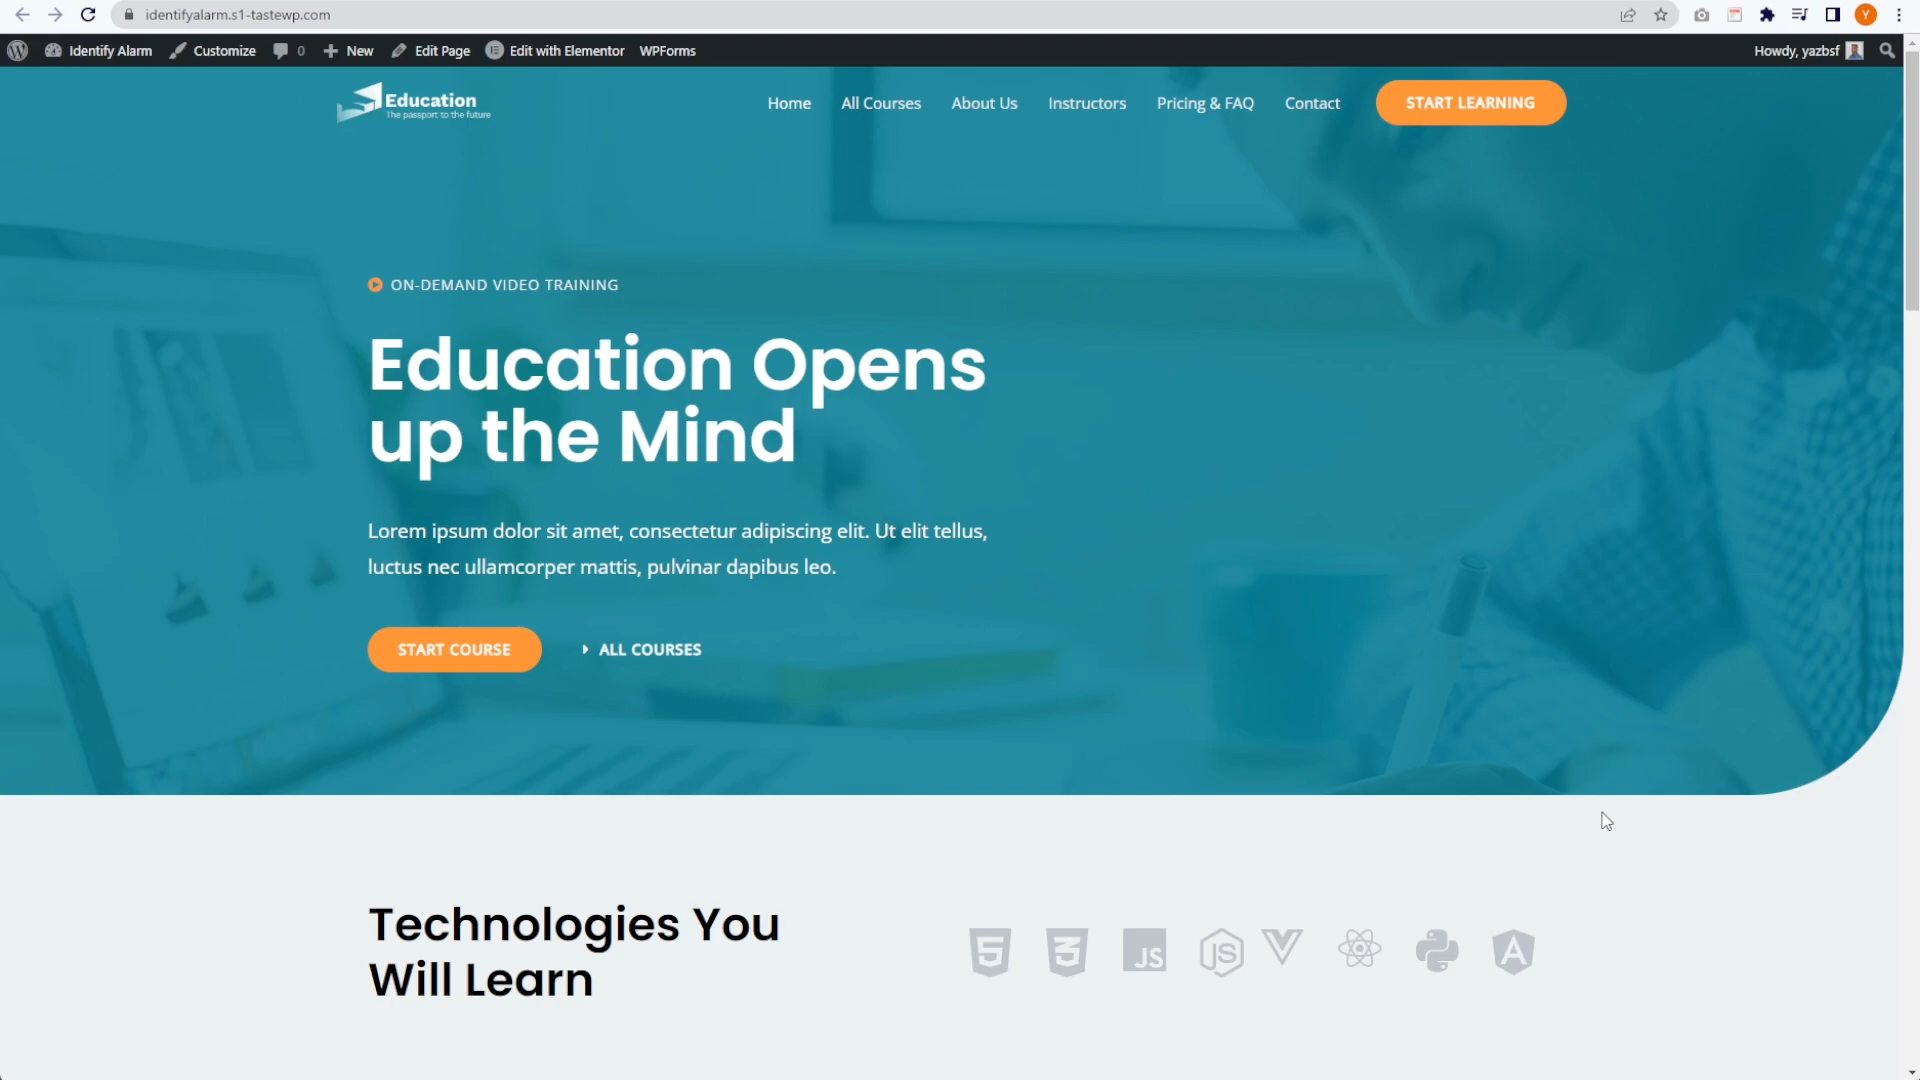 identifyalarm.s1-tastewp.com
Identify Alarm
Customize
0
New
Edit Page
Edit with Elementor
WPForms
Howdy, yazbsf
Education
The passport to the future
Home
All Courses
About Us
Instructors
Pricing & FAQ
Contact
START LEARNING
ON-DEMAND VIDEO TRAINING
Education Opens
up the Mind
Lorem ipsum dolor sit amet, consectetur adipiscing elit. Ut elit tellus,
luctus nec ullamcorper mattis, pulvinar dapibus leo.
START COURSE
ALL COURSES
Technologies You
Will Learn
5
3
JS
JS
A
Y